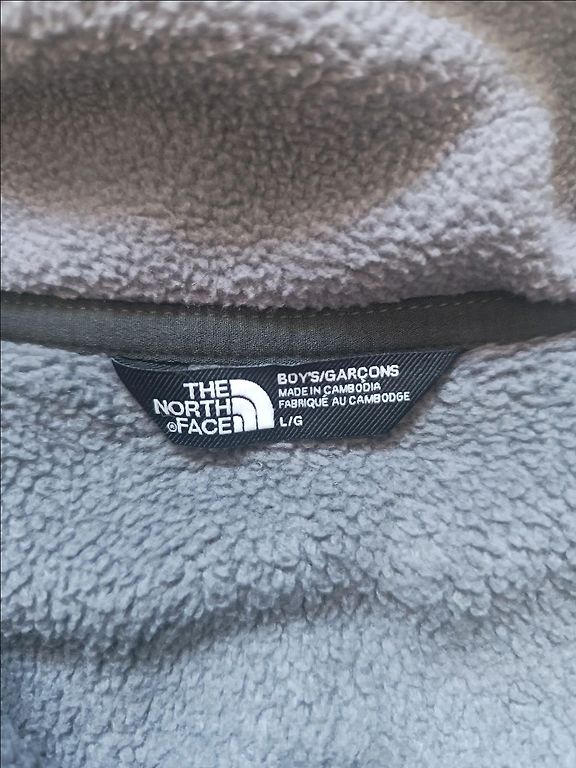 THE
NORTH
®FACE
BOY'S/GARÇONS
MADE IN CAMBODIA
FABRIQUÉ AU CAMBODGE
L/G